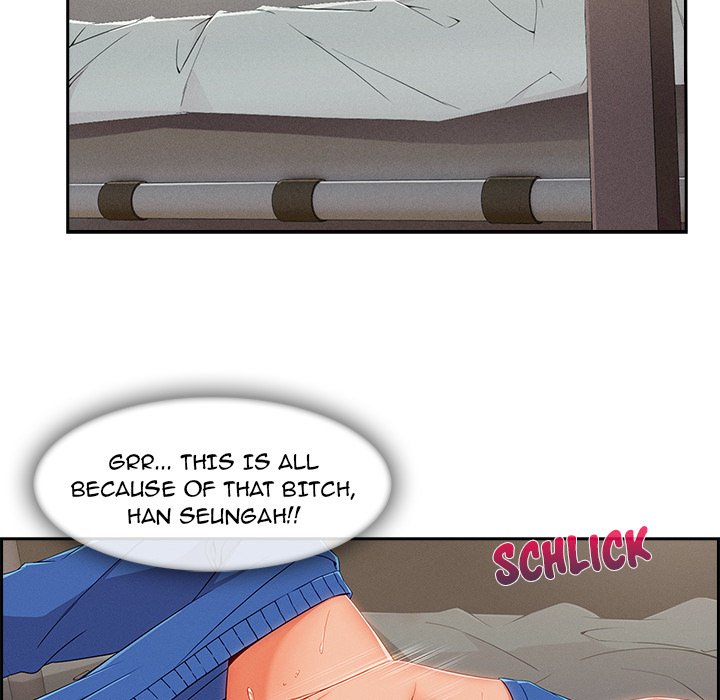 GRR... THIS IS ALL
BECAUSE OF THAT BITCH,
HAN SEUNGAH!!
SCHLICK